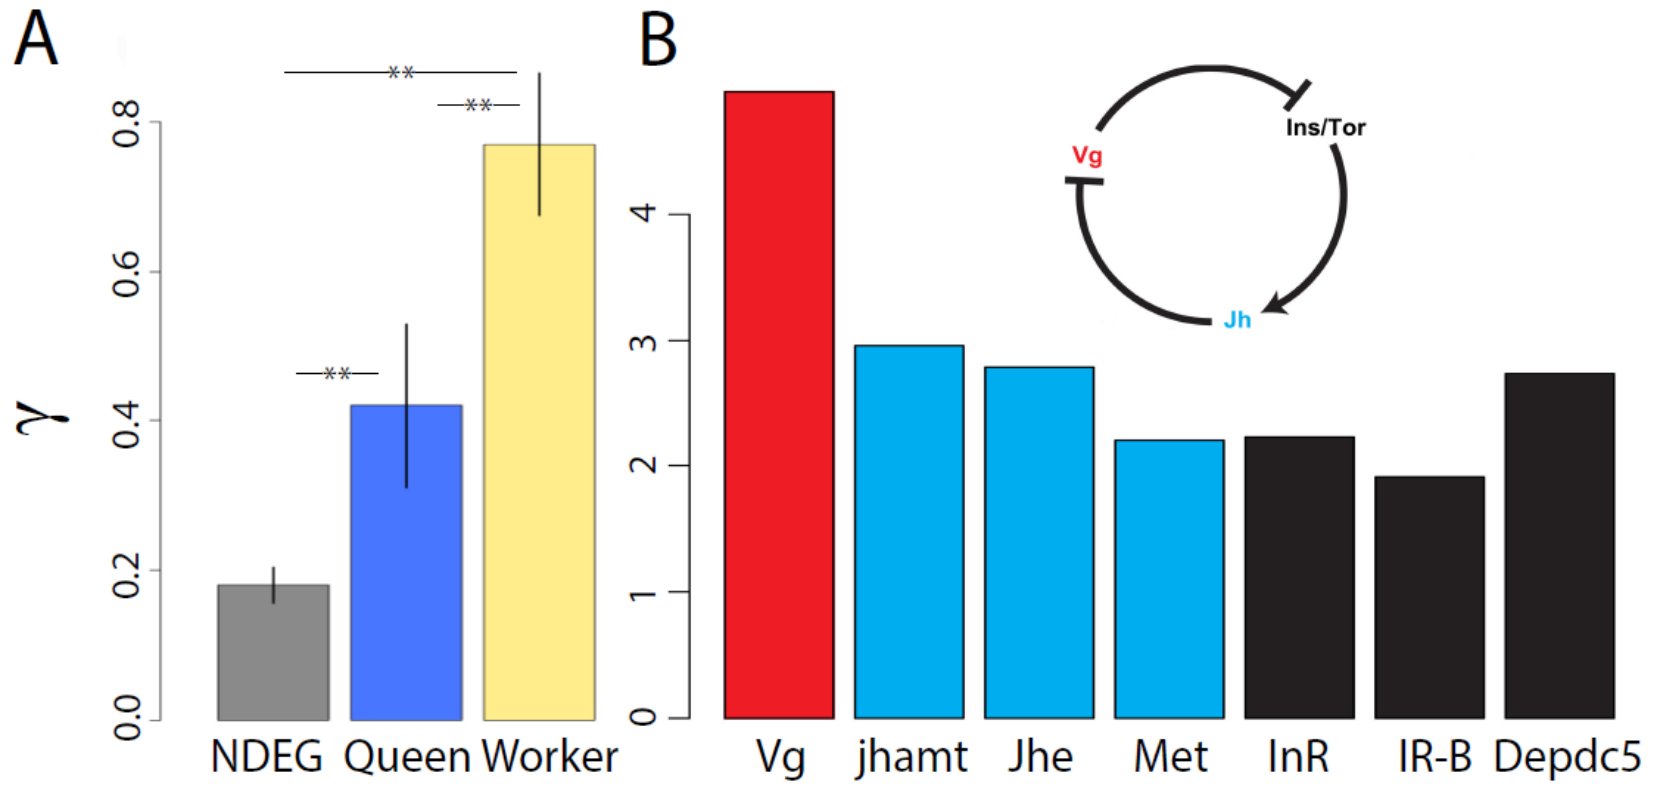 A
γ
0.8
0.6
0.4
0.2
0.0
**
**
**
NDEG Queen Worker
B
4
3
2
1
0
Ins/Tor
Vg
Jh
Vg jhamt Jhe Met InR IR-B Depdc5